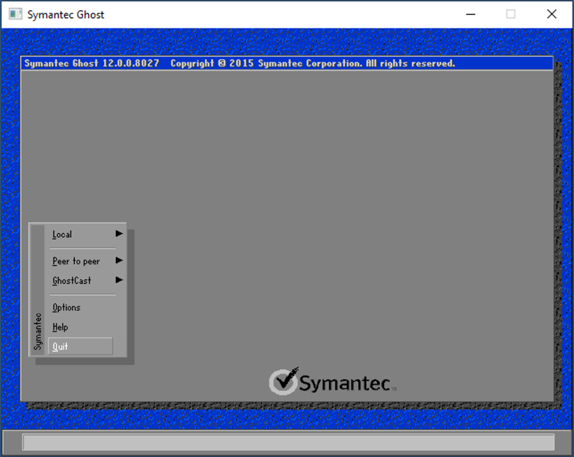 Symantec Ghost
Symantec Ghost 12.0.0.8027 Copyright © 2015 Symantec Corporation. All rights reserved.
Local
Peer to peer
GhostCast
Options
Help
Quit
Symantec
Symantec